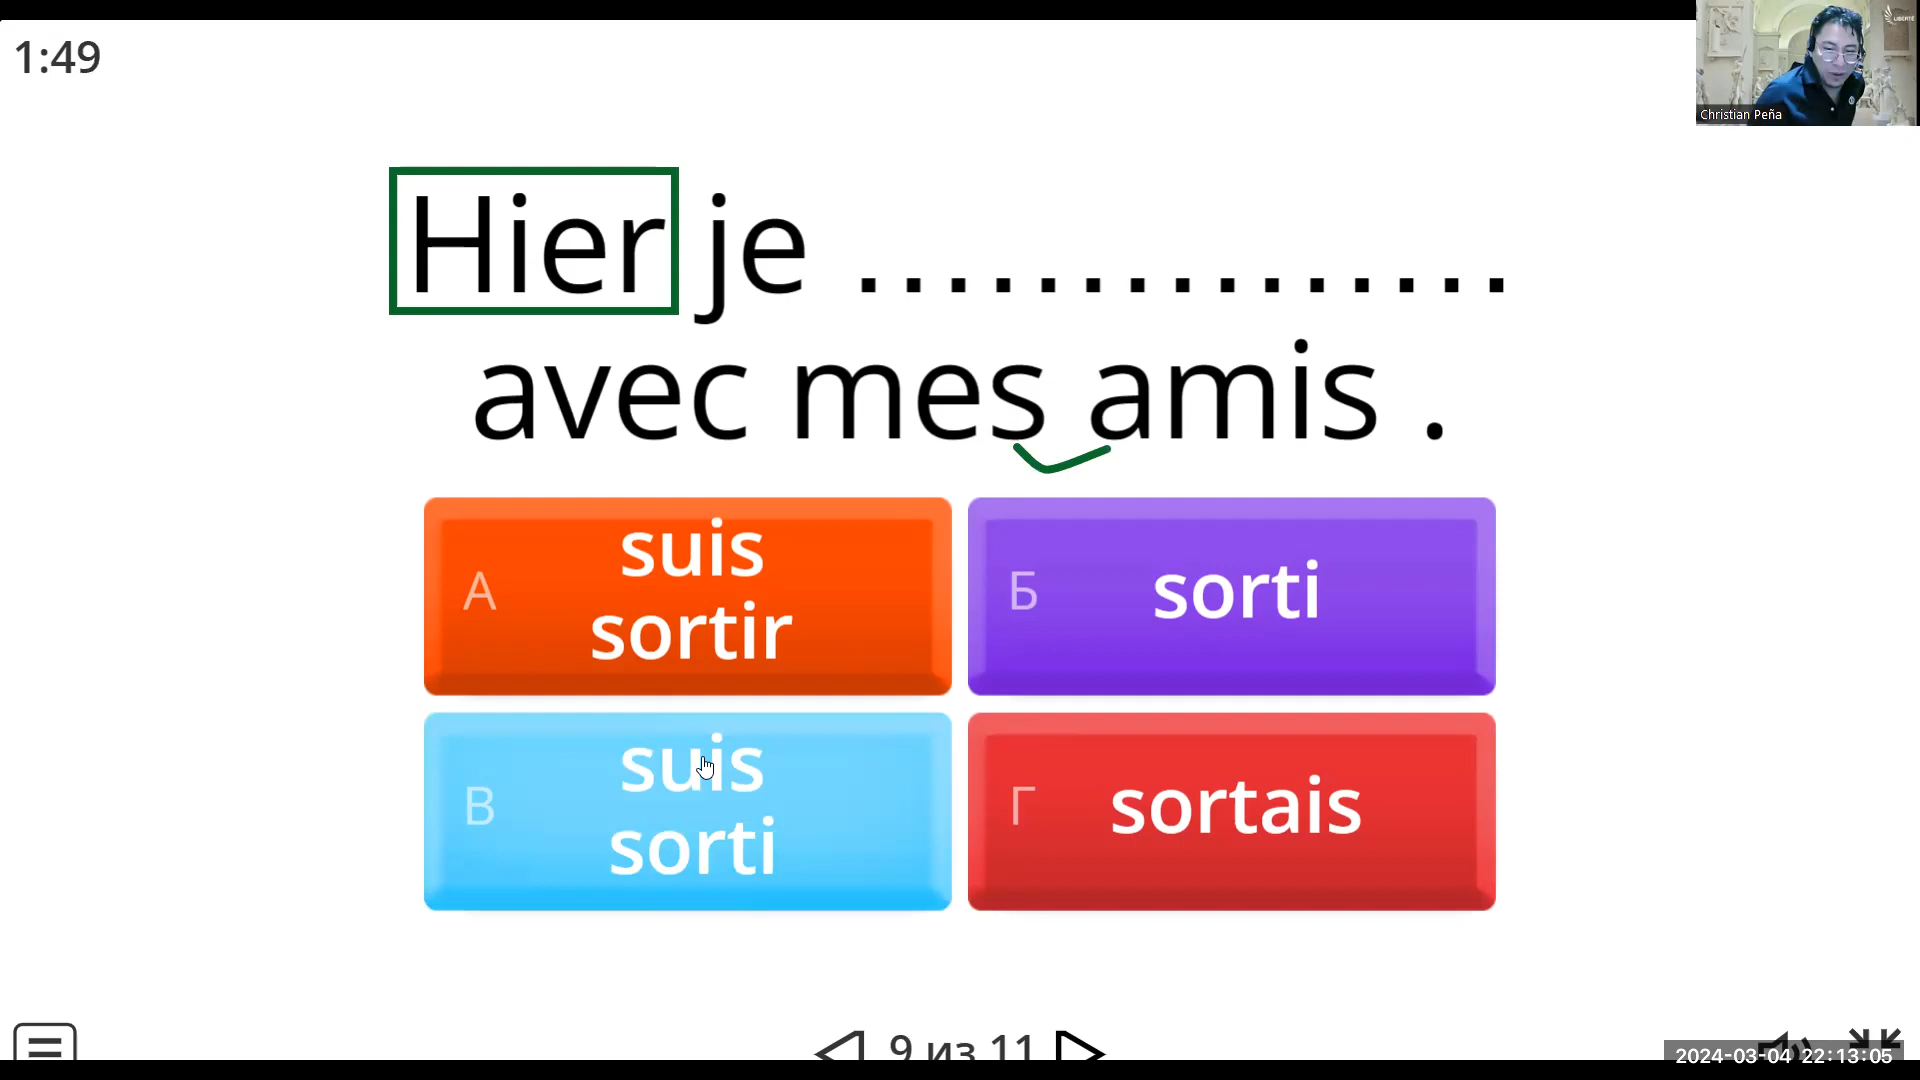 1:49
LIBERTÉ
Christian Peña
Hier je ...............
avec mes amis .
А
suis
sortir
Б
sorti
В
suis
sorti
Г
sortais
9 из 11
2024-03-04 22:13:05